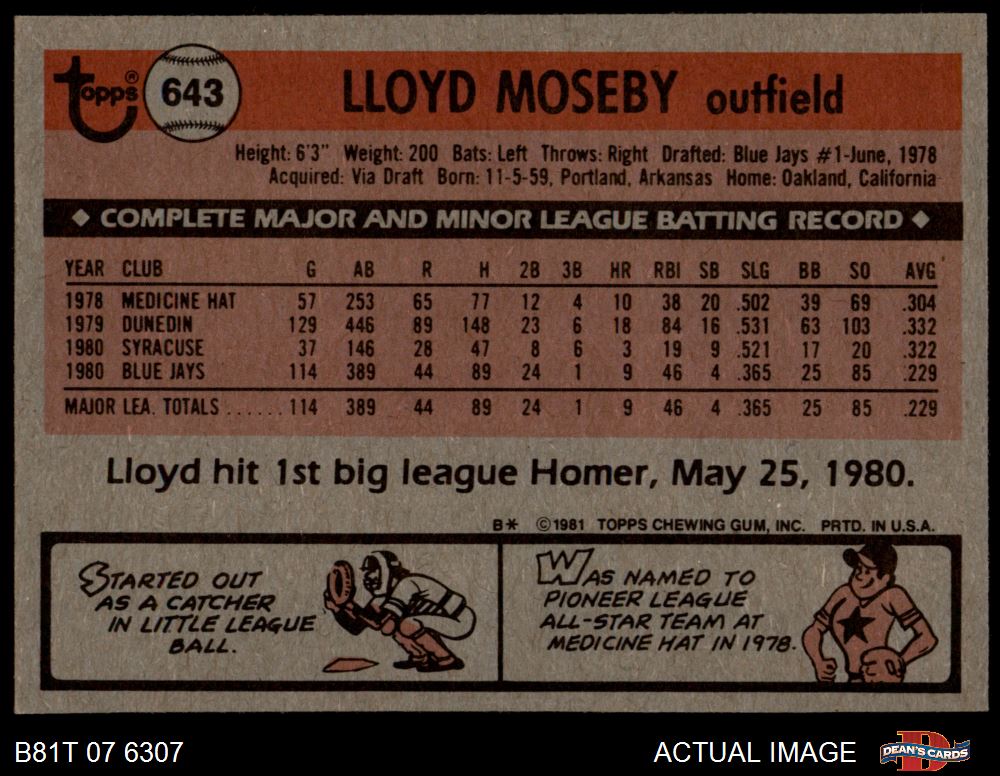 Topps® 643 LLOYD MOSEBY outfield
Height: 6'3" Weight: 200 Bats: Left Throws: Right Drafted: Blue Jays #1-June, 1978
Acquired: Via Draft Born: 11-5-59, Portland, Arkansas Home: Oakland, California
◆ COMPLETE MAJOR AND MINOR LEAGUE BATTING RECORD ◆
YEAR CLUB G AB R H 2B 3B HR RBI SB SLG BB SO AVG
1978 MEDICINE HAT 57 253 65 77 12 4 10 38 20 .502 39 69 .304
1979 DUNEDIN 129 446 89 148 23 6 18 84 16 .531 63 103 .332
1980 SYRACUSE 37 146 28 47 8 6 3 19 9 .521 17 20 .322
1980 BLUE JAYS 114 389 44 89 24 1 9 46 4 .365 25 85 .229
MAJOR LEA. TOTALS ...... 114 389 44 89 24 1 9 46 4 .365 25 85 .229
Lloyd hit 1st big league Homer, May 25, 1980.
B* ©1981 TOPPS CHEWING GUM, INC. PRTD. IN U.S.A.
STARTED OUT
AS A CATCHER
IN LITTLE LEAGUE
BALL.
WAS NAMED TO
PIONEER LEAGUE
ALL-STAR TEAM AT
MEDICINE HAT IN 1978.
B81T 07 6307 ACTUAL IMAGE DEAN'S CARDS